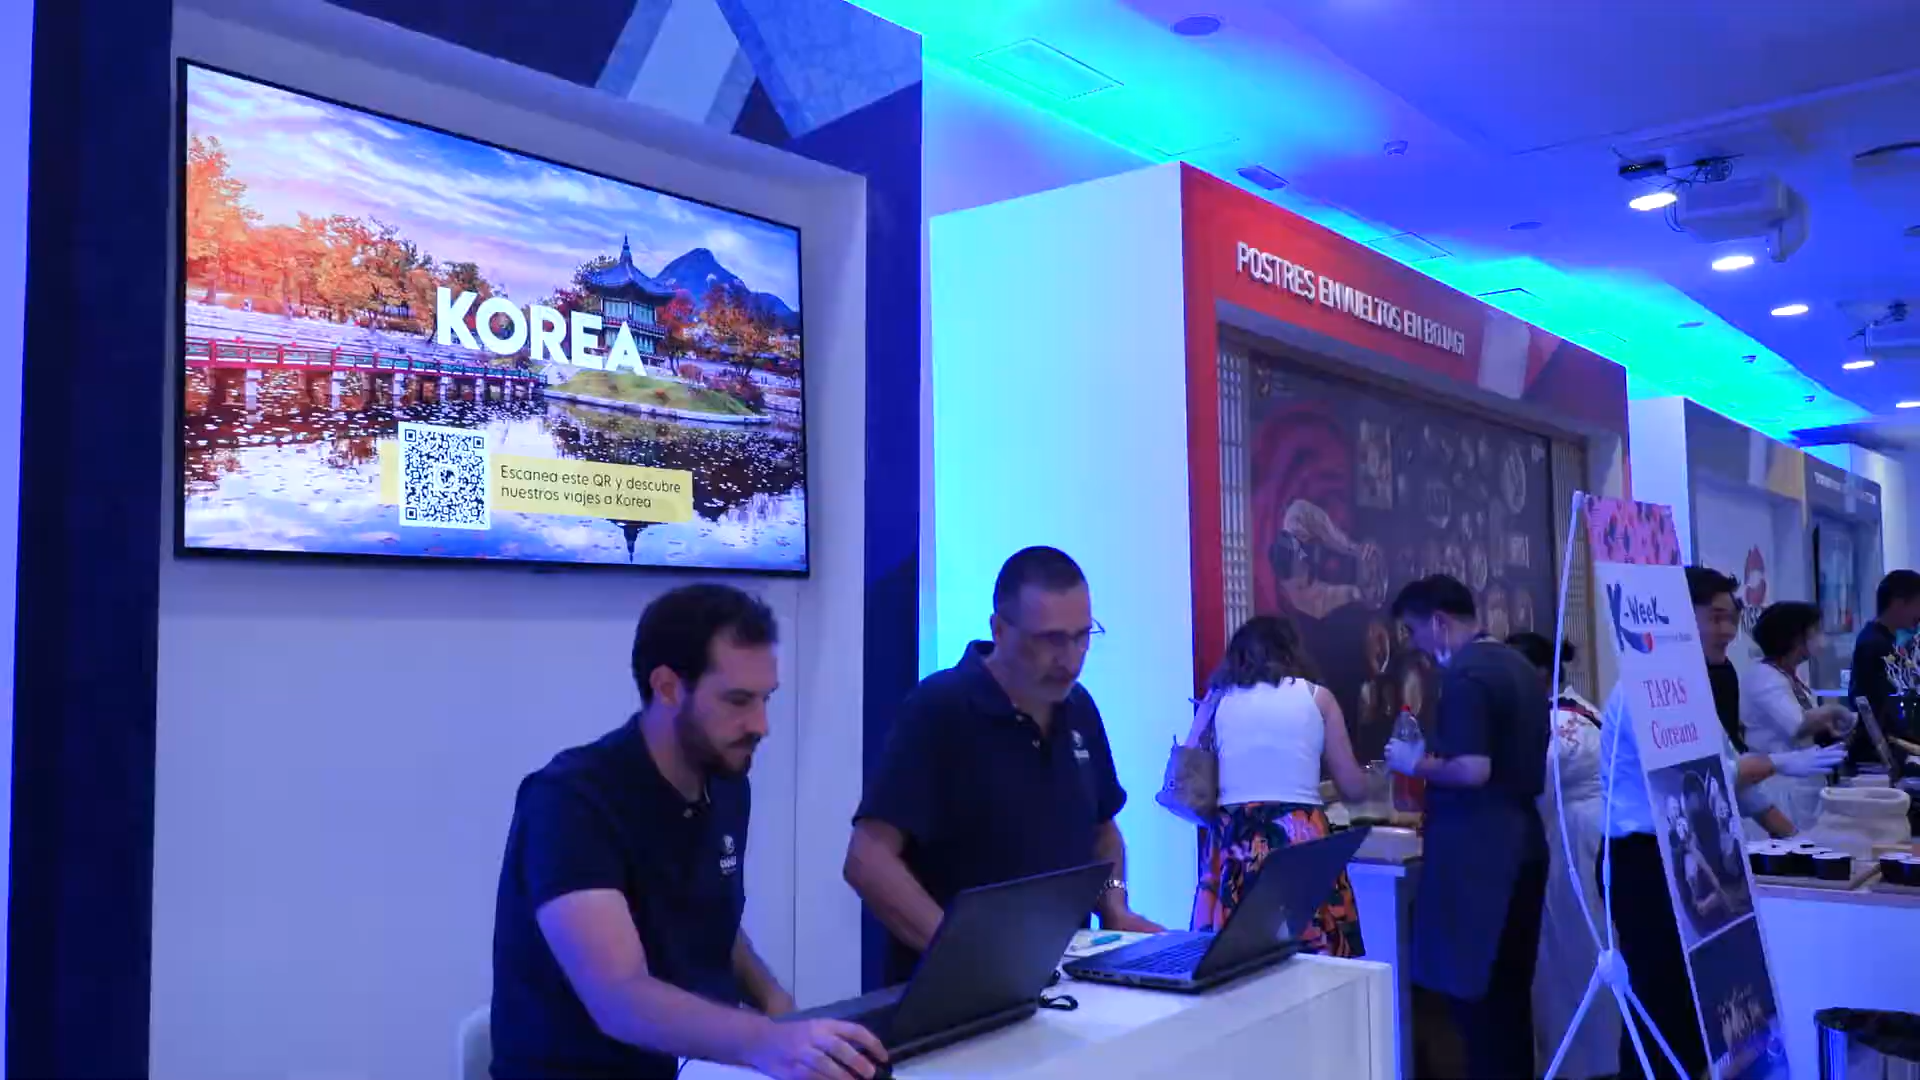 KOREA
Escanea este QR y descubre
nuestros viajes a Korea
POSTRES ENVUELTOS EN BOJAGI
K-Week
TAPAS
Coreana